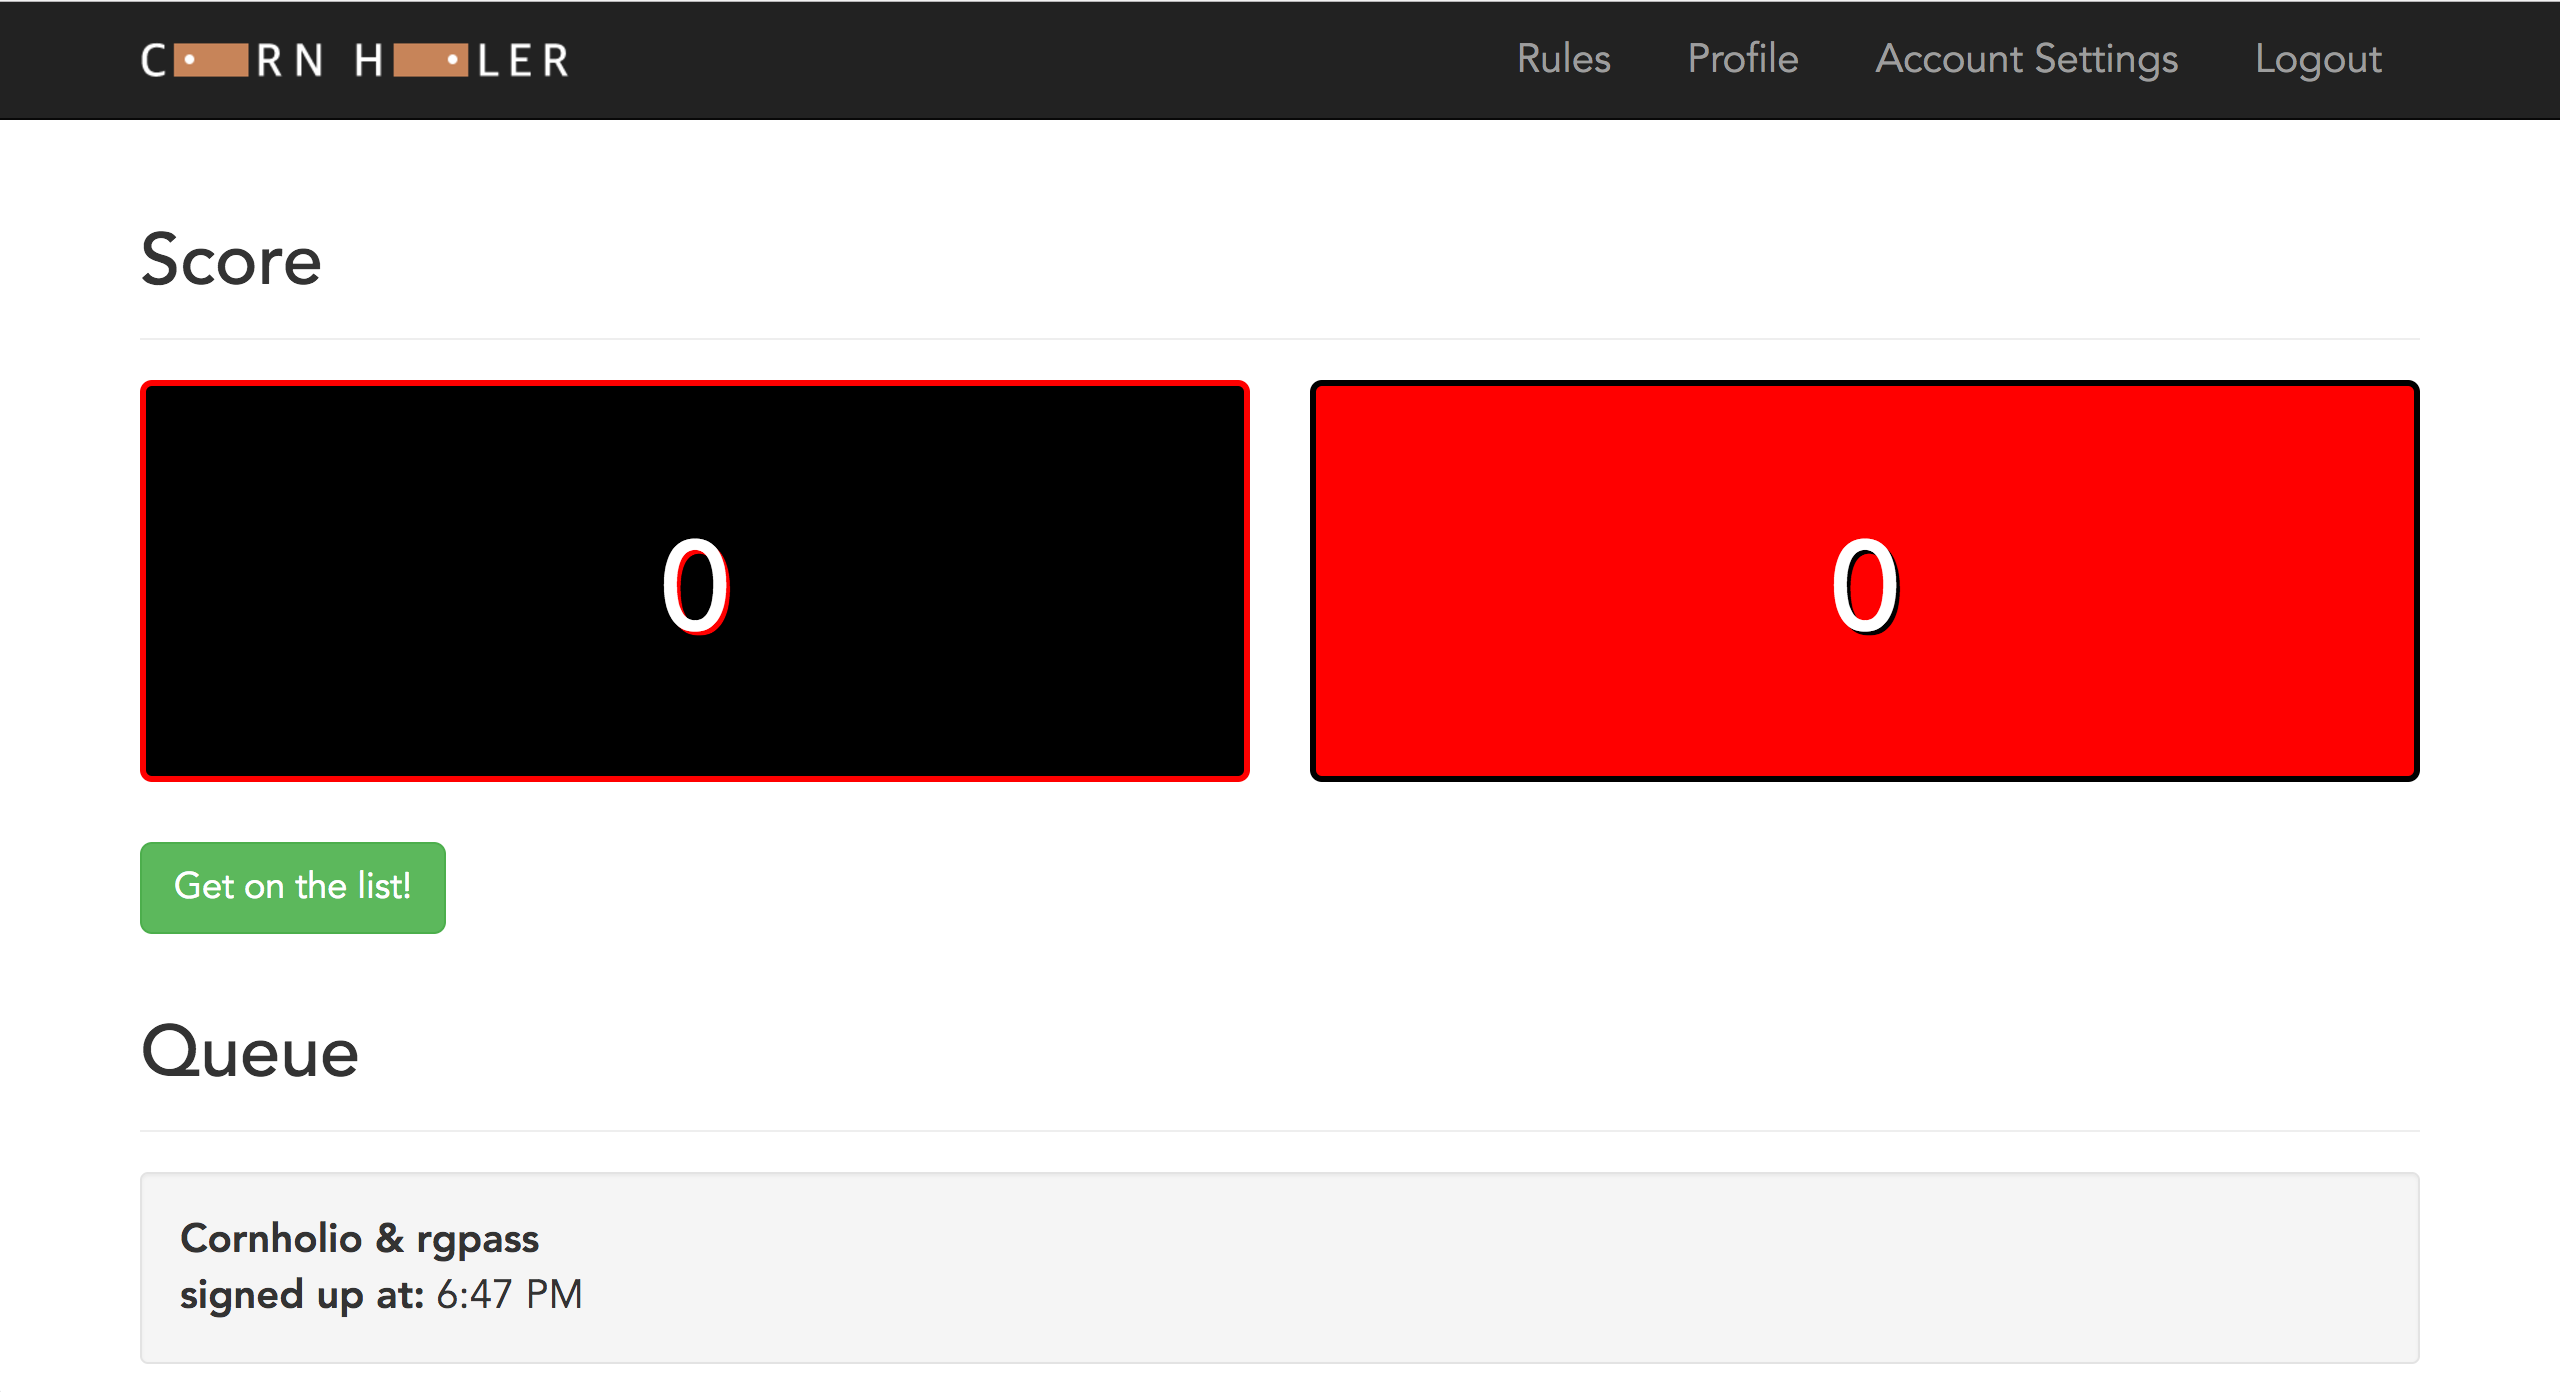 C RN H LER
Rules Profile Account Settings Logout
Score
0 0
Get on the list!
Queue
Cornholio & rgpass
signed up at: 6:47 PM